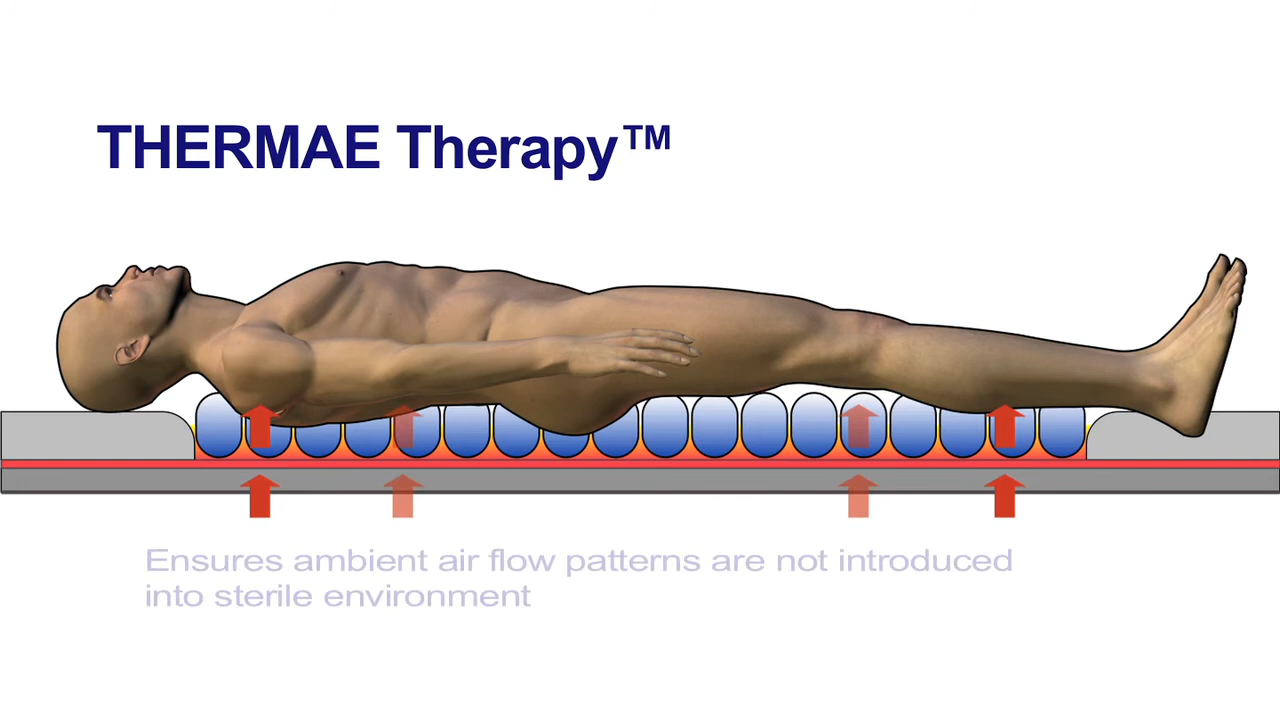 THERMAE Therapy™
Ensures ambient air flow patterns are not introduced
into sterile environment